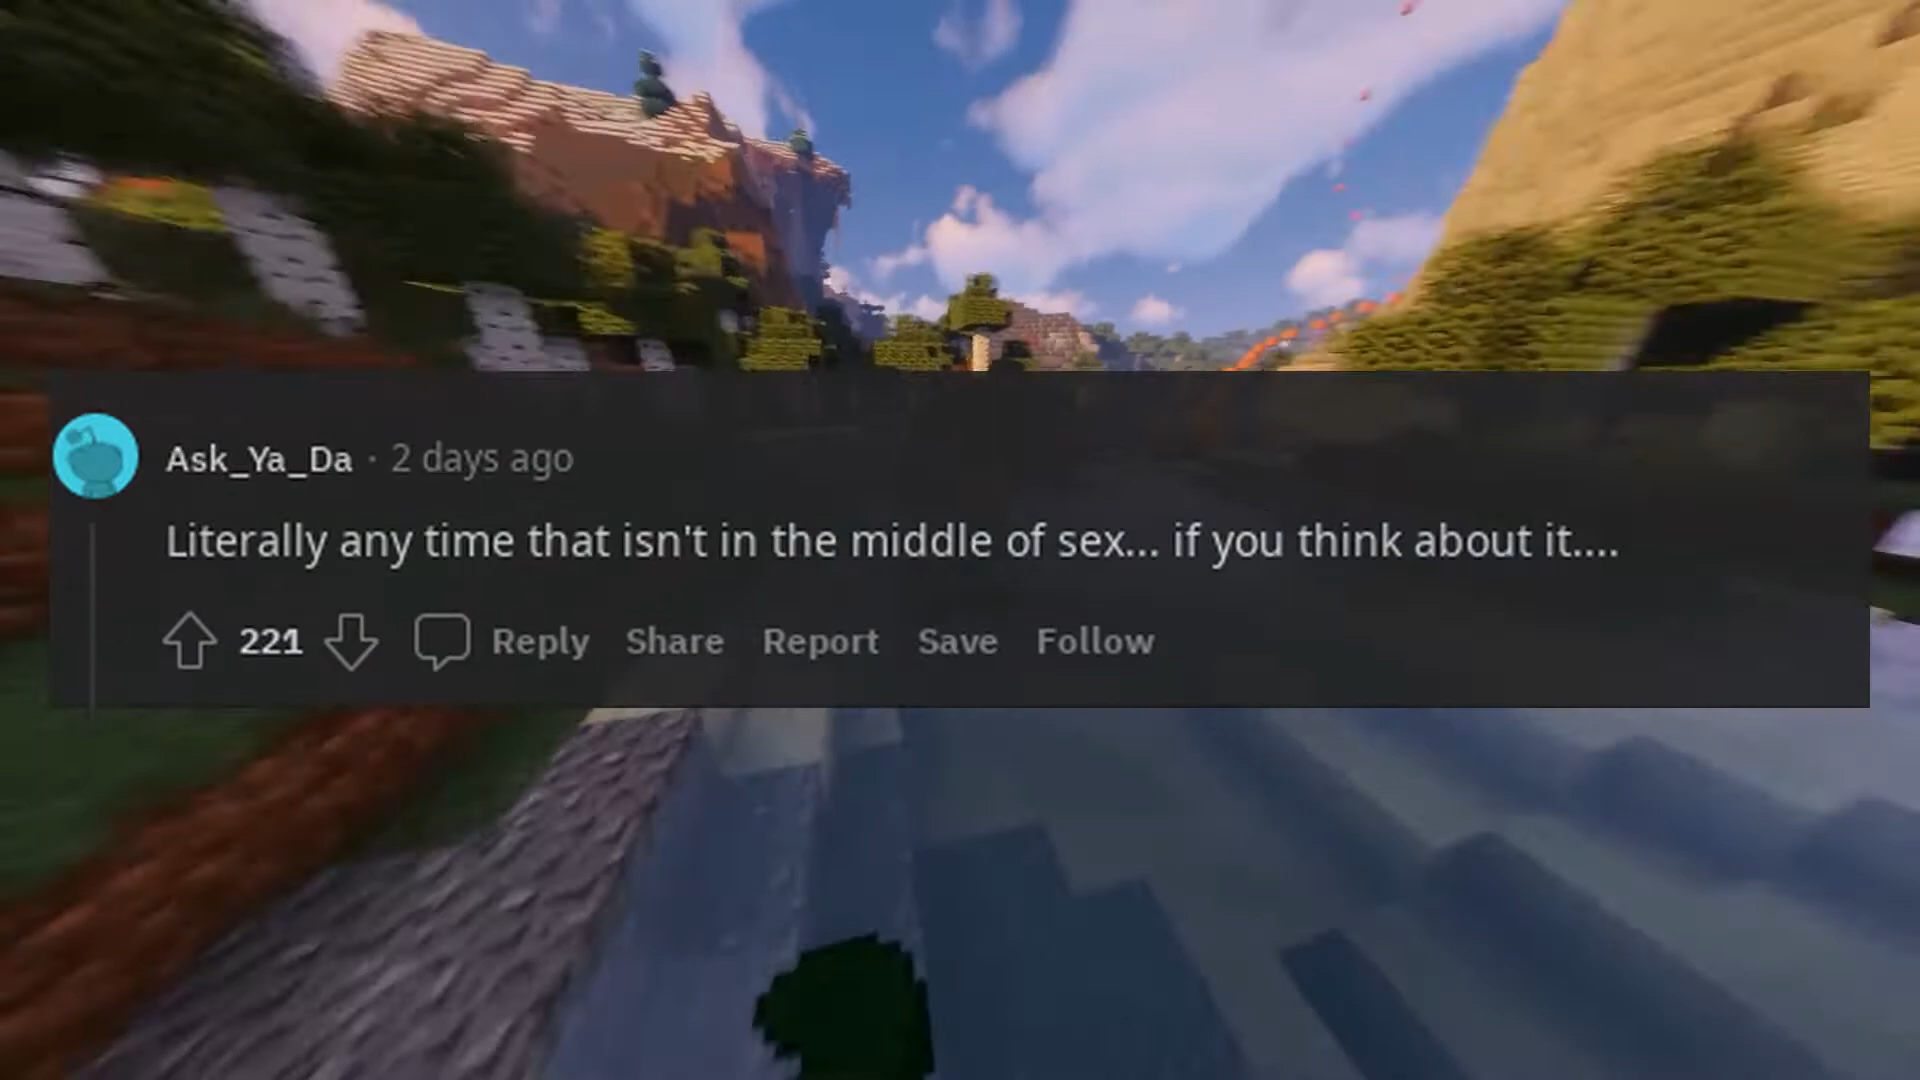 Ask_Ya_Da · 2 days ago
Literally any time that isn't in the middle of sex... if you think about it....
221 Reply Share Report Save Follow